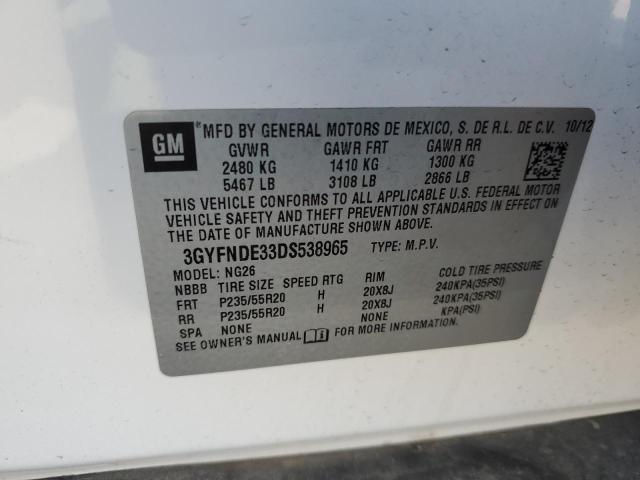 GM *MFD BY GENERAL MOTORS DE MEXICO, S. DE R.L. DE C.V. 10/12
GVWR GAWR FRT GAWR RR
2480 KG 1410 KG 1300 KG
5467 LB 3108 LB 2866 LB
THIS VEHICLE CONFORMS TO ALL APPLICABLE U.S. FEDERAL MOTOR
VEHICLE SAFETY AND THEFT PREVENTION STANDARDS IN EFFECT ON
THE DATE OF MANUFACTURE SHOWN ABOVE.
3GYFNDE33DS538965 TYPE: M.P.V.
MODEL: NG26
NBBB TIRE SIZE SPEED RTG RIM COLD TIRE PRESSURE
FRT P235/55R20 H 20X8J 240KPA(35PSI)
RR P235/55R20 H 20X8J 240KPA(35PSI)
SPA NONE NONE KPA(PSI)
SEE OWNER'S MANUAL FOR MORE INFORMATION.